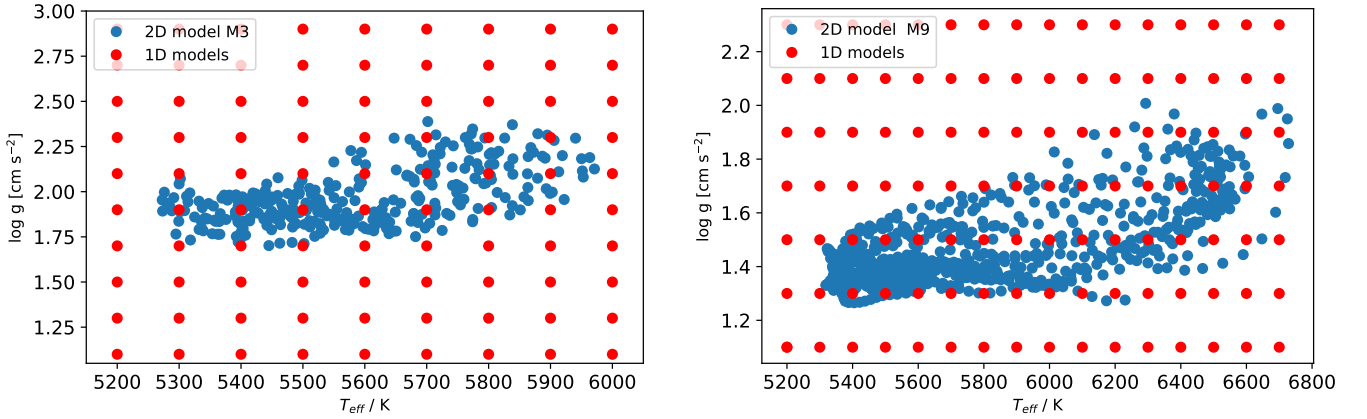 3.00
2.75
2.50
2.25
2.00
1.75
1.50
1.25
log g [cm s⁻²]
2D model M3
1D models
5200 5300 5400 5500 5600 5700 5800 5900 6000
T_eff / K
2.2
2.0
1.8
1.6
1.4
1.2
log g [cm s⁻²]
2D model M9
1D models
5200 5400 5600 5800 6000 6200 6400 6600 6800
T_eff / K